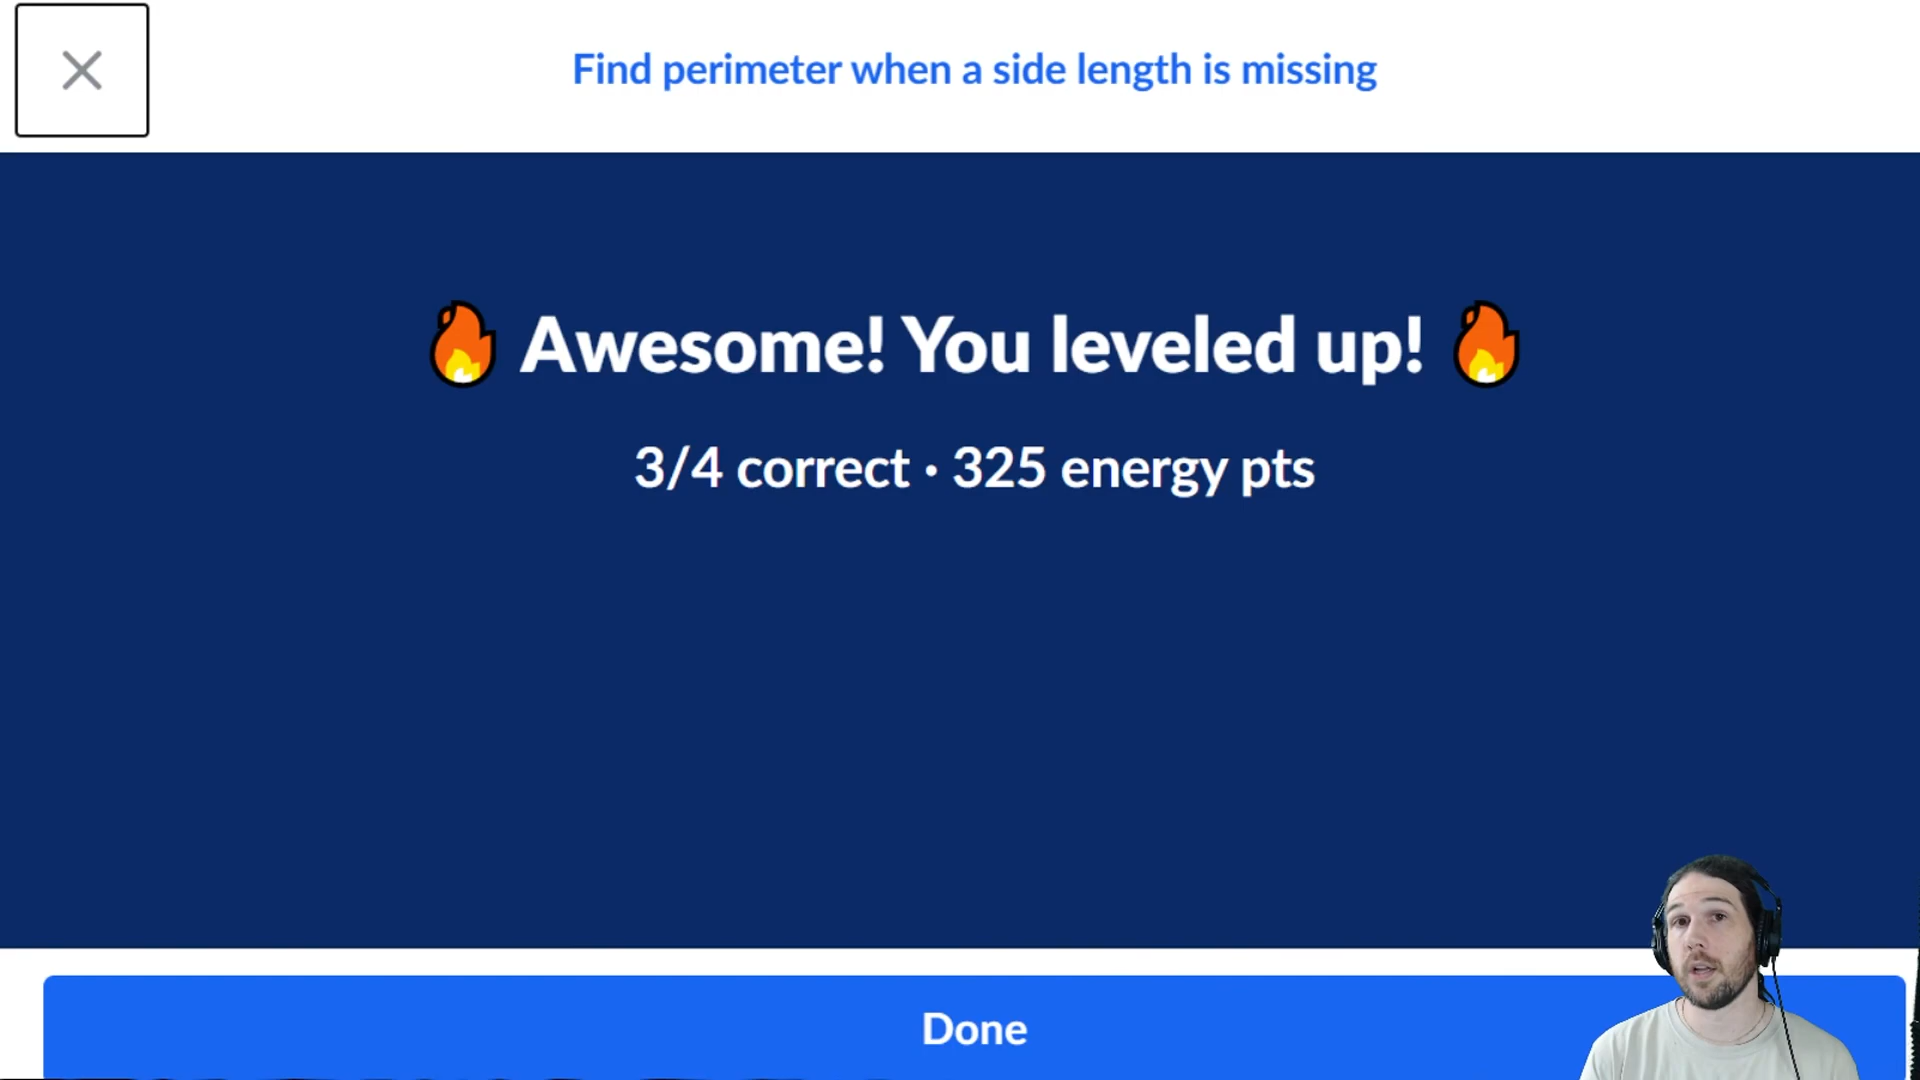 Find perimeter when a side length is missing
🔥 Awesome! You leveled up! 🔥
3/4 correct · 325 energy pts
Done